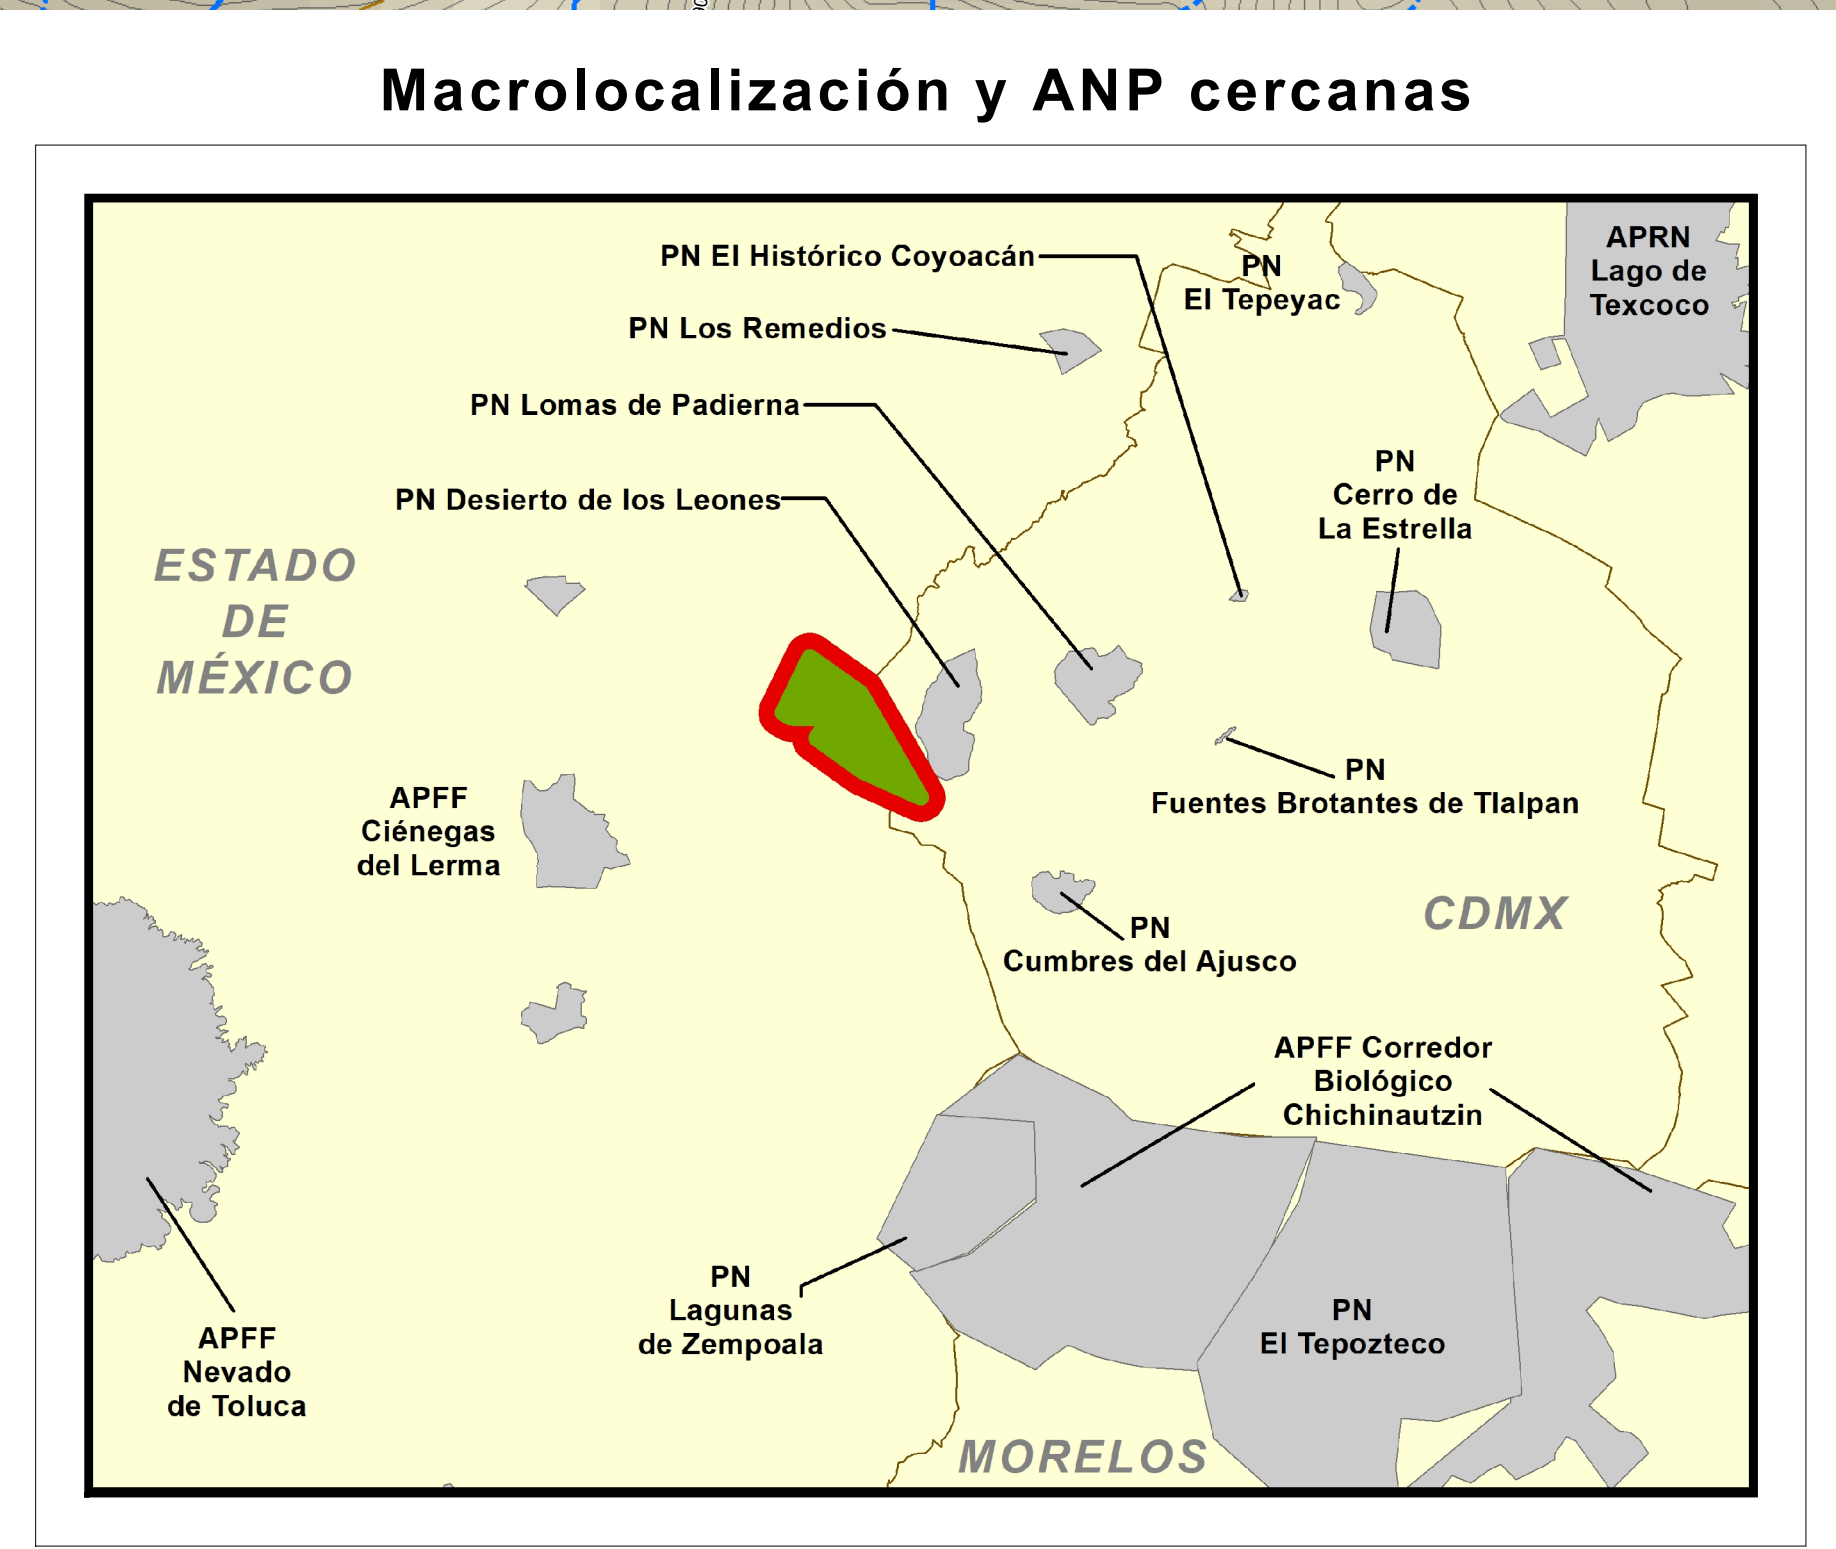 Macrolocalización y ANP cercanas
PN El Histórico Coyoacán
PN
El Tepeyac
APRN
Lago de
Texcoco
PN Los Remedios
PN Lomas de Padierna
PN Desierto de los Leones
PN
Cerro de
La Estrella
ESTADO
DE
MÉXICO
PN
Fuentes Brotantes de Tlalpan
APFF
Ciénegas
del Lerma
CDMX
PN
Cumbres del Ajusco
APFF Corredor
Biológico
Chichinautzin
PN
Lagunas
de Zempoala
PN
El Tepozteco
APFF
Nevado
de Toluca
MORELOS